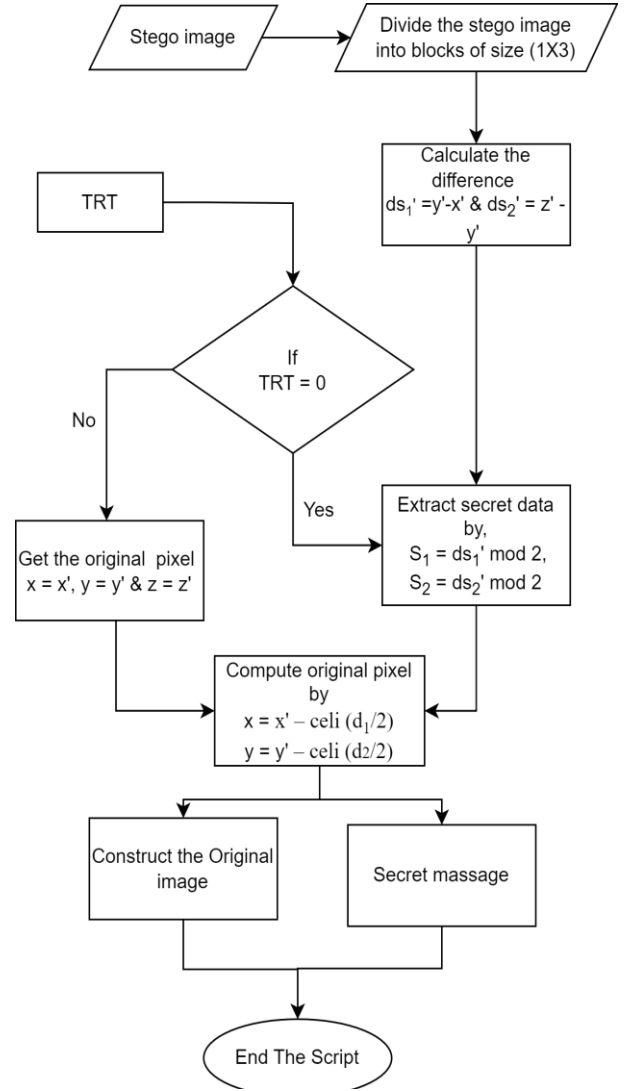 Stego image
Divide the stego image
into blocks of size (1X3)
Calculate the
difference
ds₁' =y'-x' & ds₂' = z' -
y'
TRT
If
TRT = 0
No
Yes
Get the original pixel
x = x', y = y' & z = z'
Extract secret data
by,
S₁ = ds₁' mod 2,
S₂ = ds₂' mod 2
Compute original pixel
by
x = x' – celi (d₁/2)
y = y' – celi (d₂/2)
Construct the Original
image
Secret massage
End The Script